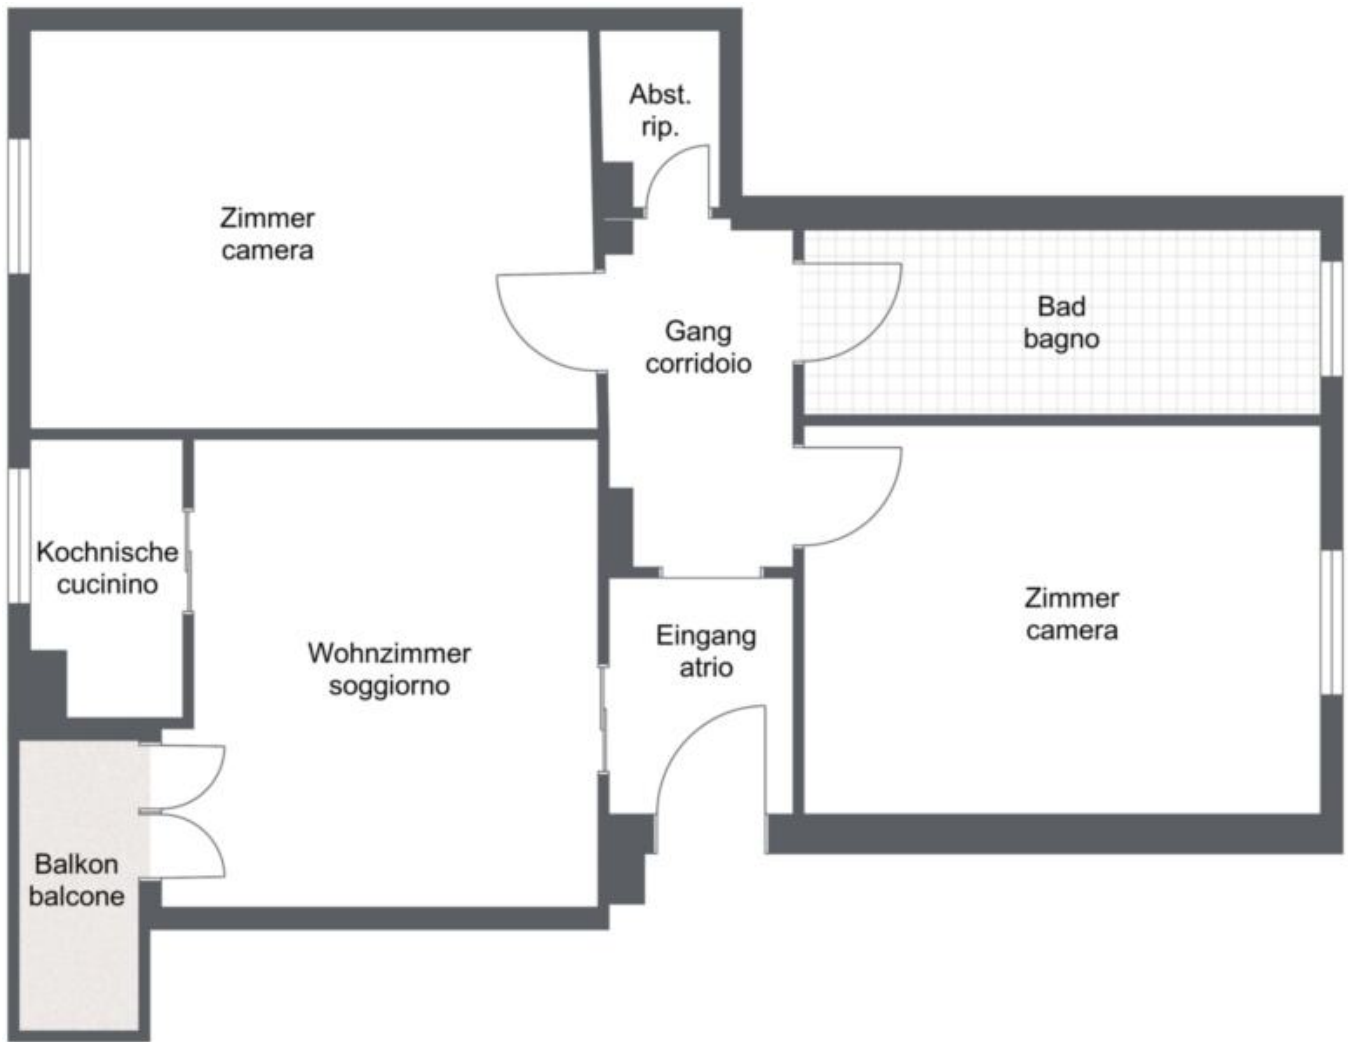 Abst.
rip.
Zimmer
camera
Bad
bagno
Gang
corridoio
Kochnische
cucinino
Zimmer
camera
Eingang
atrio
Wohnzimmer
soggiorno
Balkon
balcone